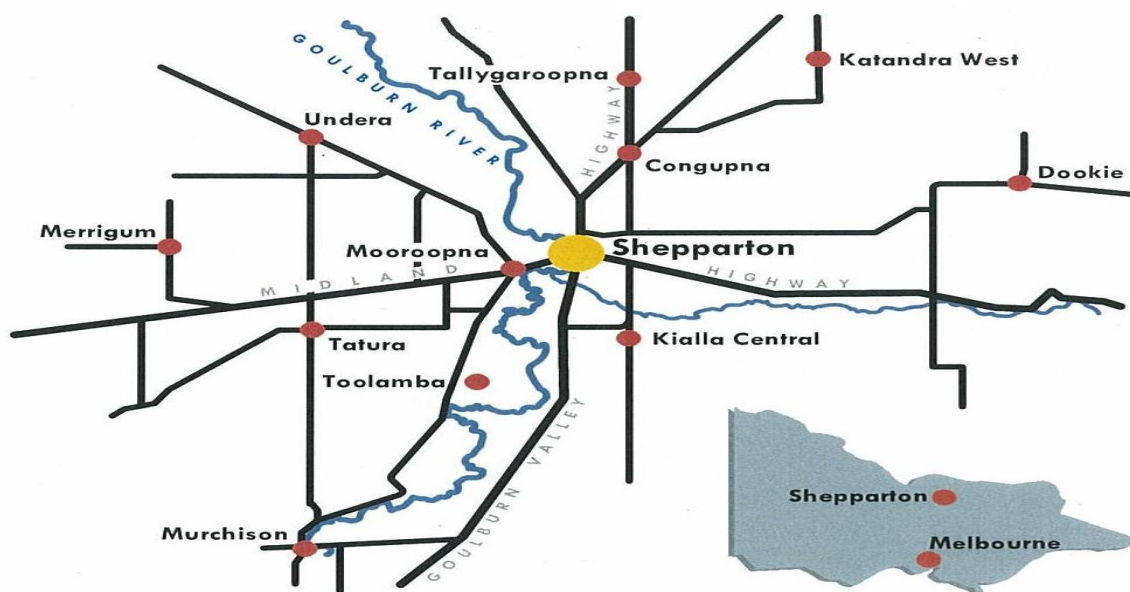 GOULBURN RIVER
Tallygaroopna
Katandra West
HIGHWAY
Undera
Congupna
Dookie
Merrigum
Mooroopna
Shepparton
MIDLAND
HIGHWAY
Tatura
Kialla Central
Toolamba
GOULBURN VALLEY
Shepparton
Murchison
Melbourne